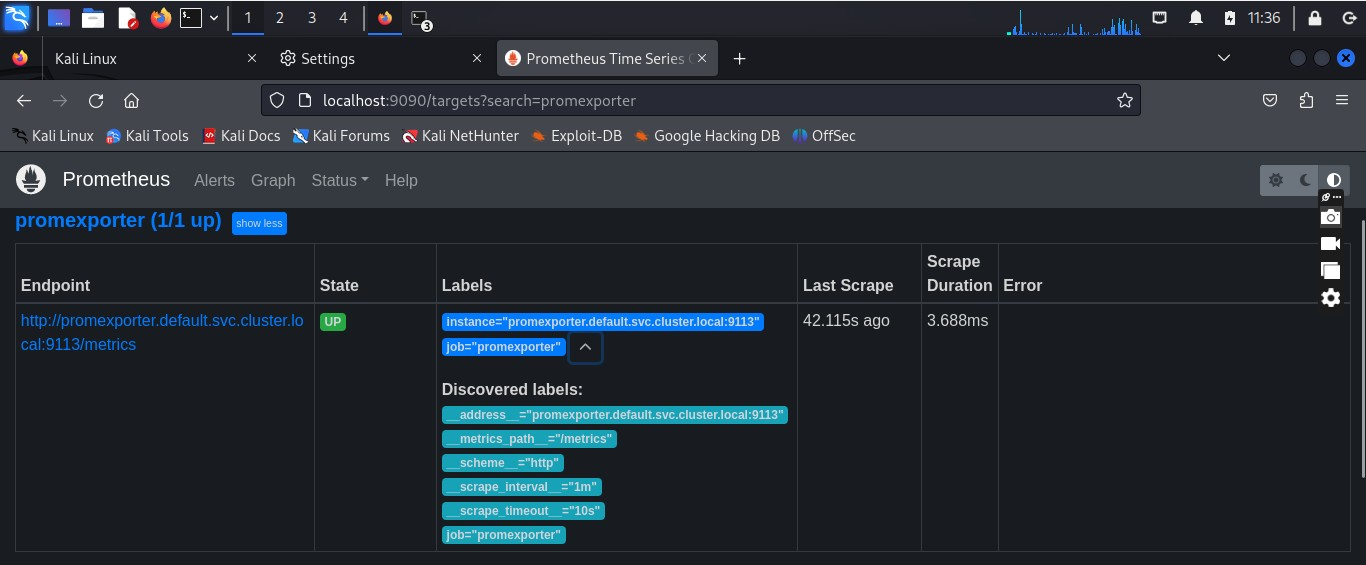 1 2 3 4 3 11:36
Kali Linux Settings Prometheus Time Series
localhost:9090/targets?search=promexporter
Kali Linux Kali Tools Kali Docs Kali Forums Kali NetHunter Exploit-DB Google Hacking DB OffSec
Prometheus Alerts Graph Status Help
promexporter (1/1 up) show less
Endpoint State Labels Last Scrape Scrape Duration Error
http://promexporter.default.svc.cluster.lo
cal:9113/metrics
UP
instance="promexporter.default.svc.cluster.local:9113"
job="promexporter"
42.115s ago 3.688ms
Discovered labels:
__address__="promexporter.default.svc.cluster.local:9113"
__metrics_path__="/metrics"
__scheme__="http"
__scrape_interval__="1m"
__scrape_timeout__="10s"
job="promexporter"